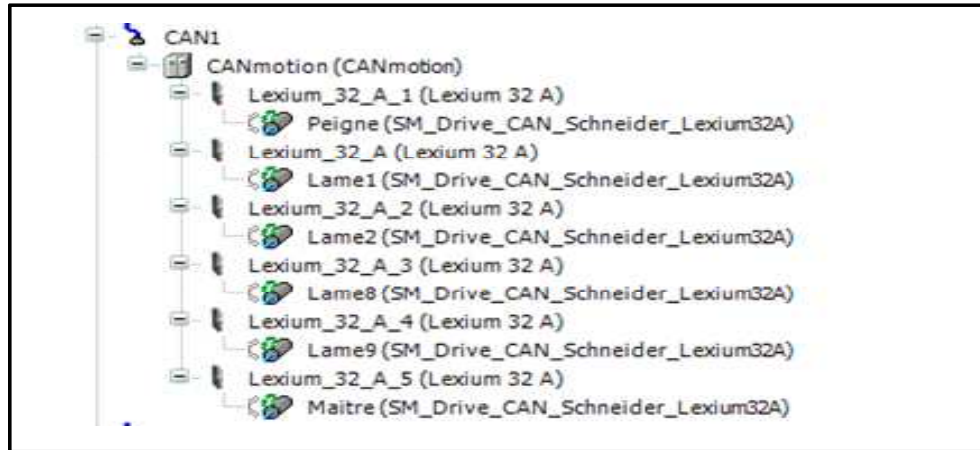 CAN1
CANmotion (CANmotion)
Lexium_32_A_1 (Lexium 32 A)
Peigne (SM_Drive_CAN_Schneider_Lexium32A)
Lexium_32_A (Lexium 32 A)
Lame1 (SM_Drive_CAN_Schneider_Lexium32A)
Lexium_32_A_2 (Lexium 32 A)
Lame2 (SM_Drive_CAN_Schneider_Lexium32A)
Lexium_32_A_3 (Lexium 32 A)
Lame8 (SM_Drive_CAN_Schneider_Lexium32A)
Lexium_32_A_4 (Lexium 32 A)
Lame9 (SM_Drive_CAN_Schneider_Lexium32A)
Lexium_32_A_5 (Lexium 32 A)
Maitre (SM_Drive_CAN_Schneider_Lexium32A)